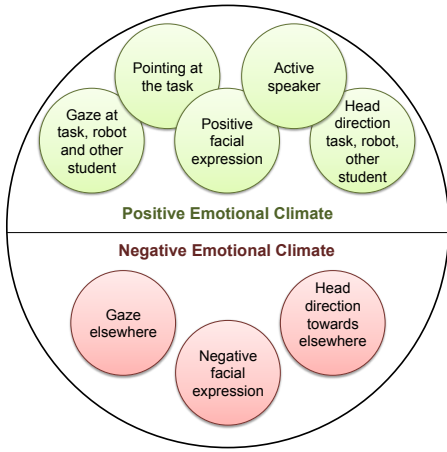 Pointing at
the task
Active
speaker
Gaze at
task, robot
and other
student
Positive
facial
expression
Head
direction
task, robot,
other
student
Positive Emotional Climate
Negative Emotional Climate
Gaze
elsewhere
Negative
facial
expression
Head
direction
towards
elsewhere